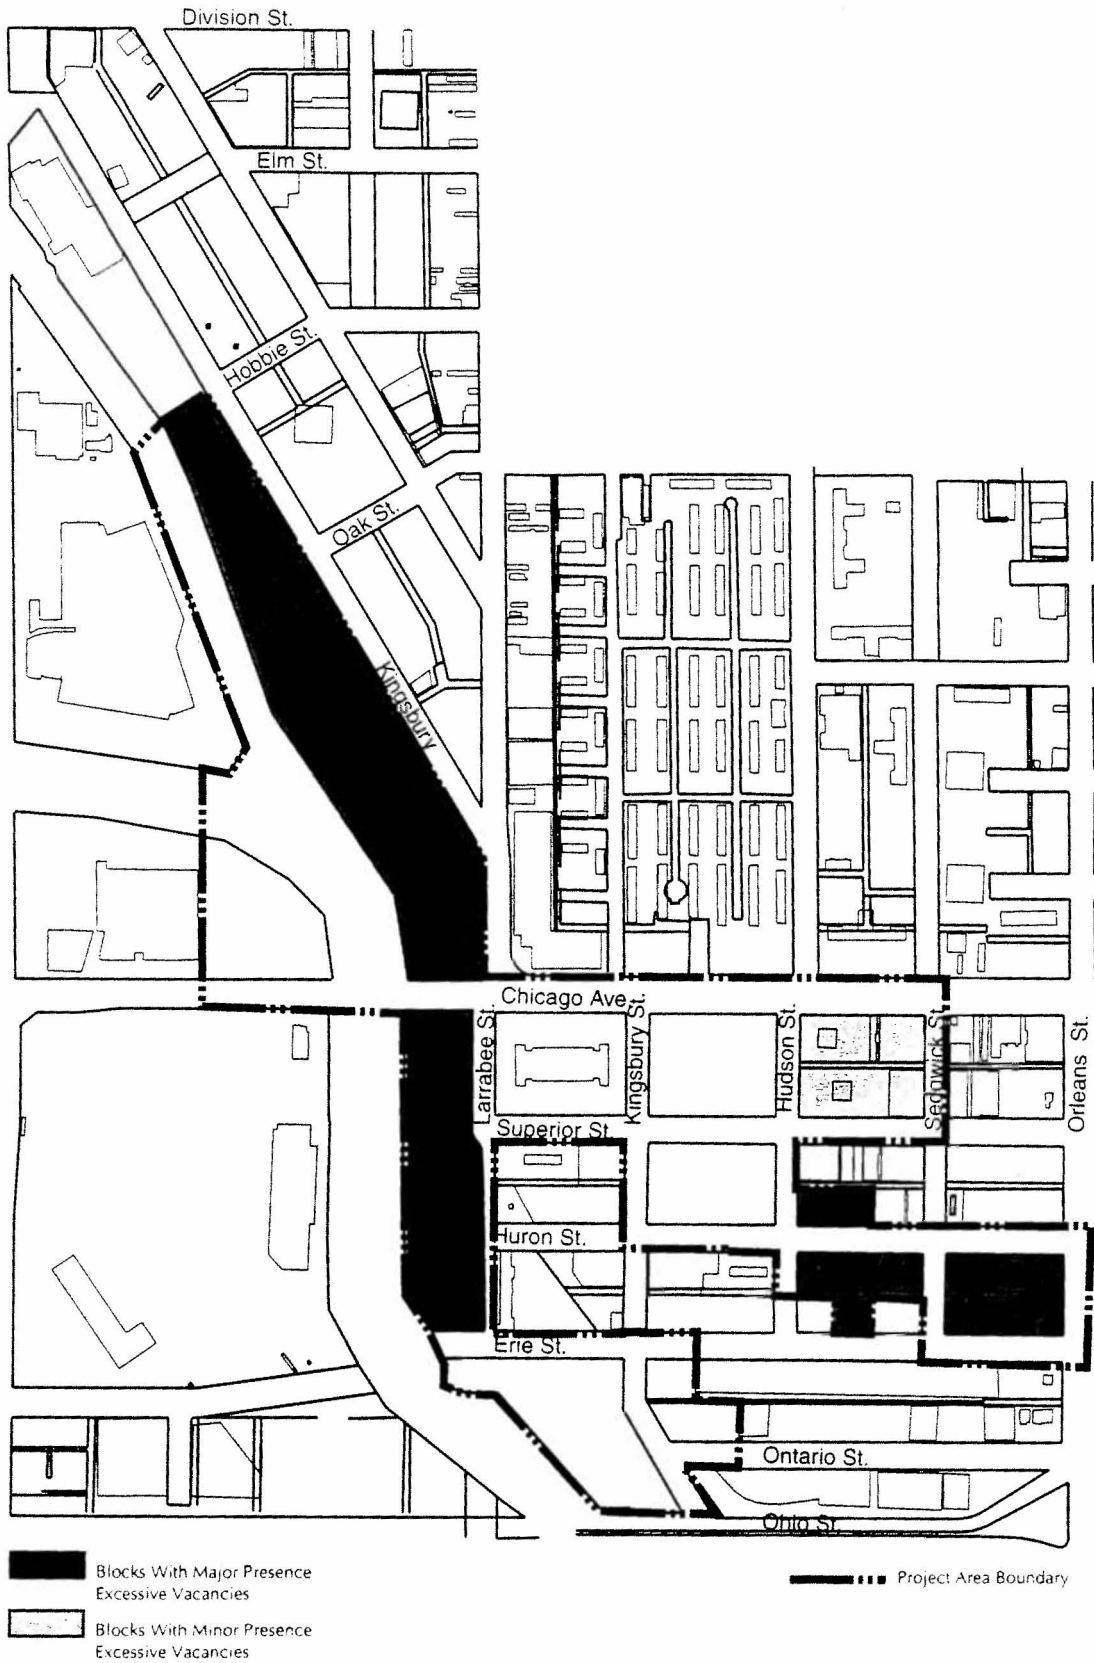 Division St.
Elm St.
Hobbie St.
Oak St.
Kingsbury
Chicago Ave.
Larrabee St.
Kingsbury St.
Hudson St.
Sedgwick St.
Orleans St.
Superior St.
Huron St.
Erie St.
Ontario St.
Ohio St.
Blocks With Major Presence
Excessive Vacancies
Project Area Boundary
Blocks With Minor Presence
Excessive Vacancies